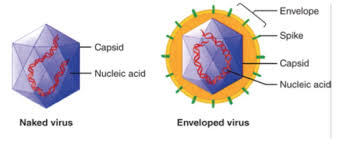 Envelope
Spike
Capsid
Capsid
Nucleic acid
Nucleic acid
Naked virus
Enveloped virus